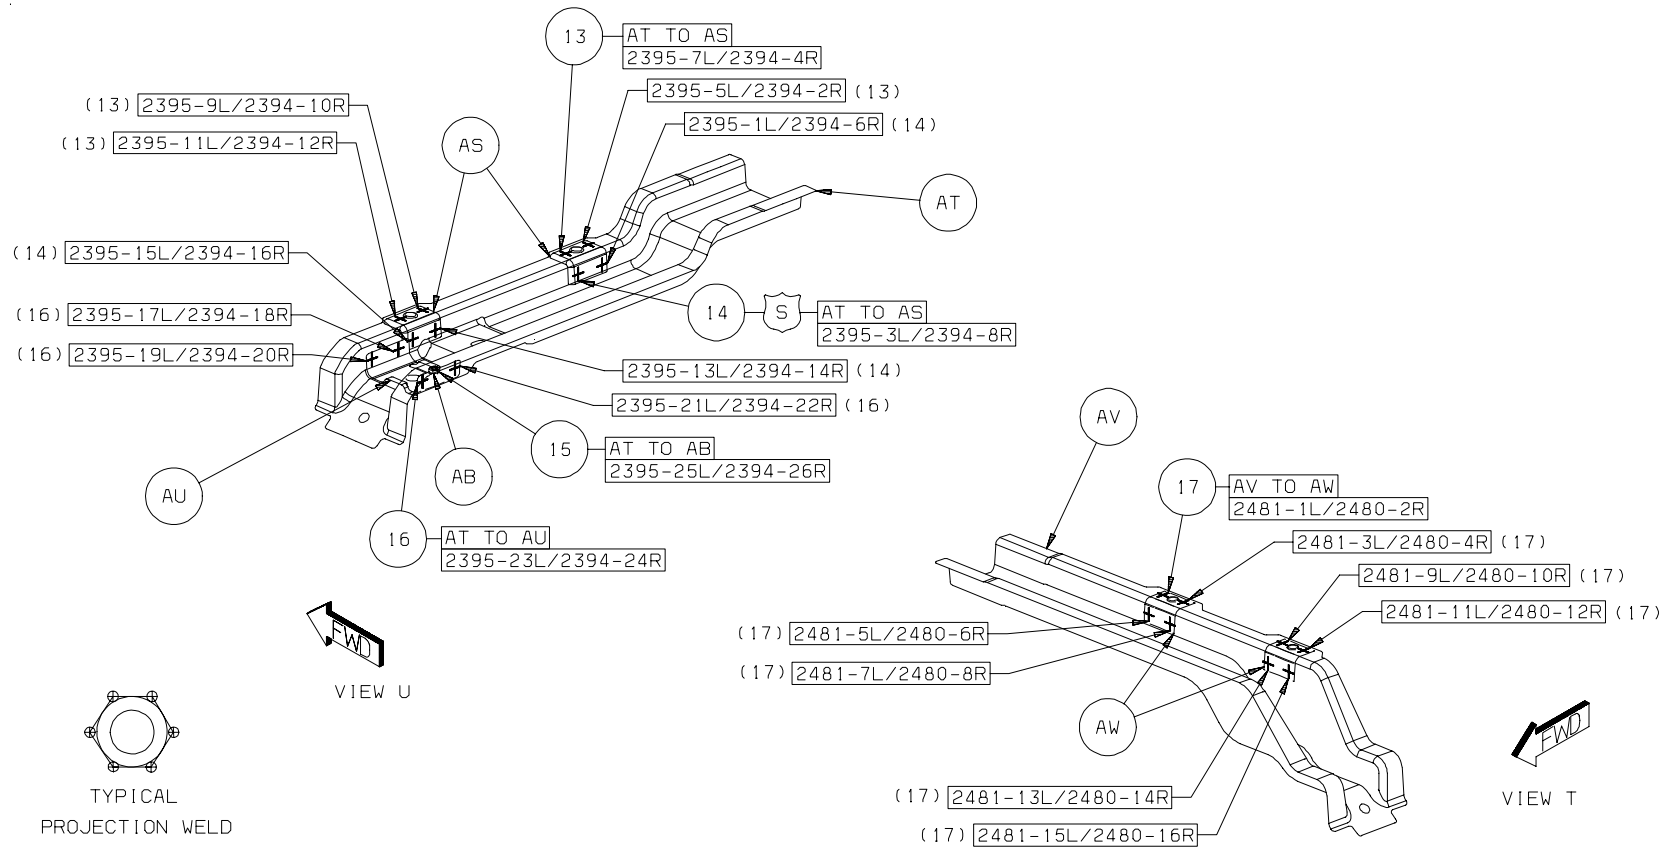 13
AT TO AS
2395-7L/2394-4R
2395-5L/2394-2R (13)
(13) 2395-9L/2394-10R
2395-1L/2394-6R (14)
(13) 2395-11L/2394-12R
AS
AT
(14) 2395-15L/2394-16R
(16) 2395-17L/2394-18R
14
S
AT TO AS
2395-3L/2394-8R
(16) 2395-19L/2394-20R
2395-13L/2394-14R (14)
2395-21L/2394-22R (16)
15
AT TO AB
2395-25L/2394-26R
AB
AU
16
AT TO AU
2395-23L/2394-24R
FWD
VIEW U
TYPICAL
PROJECTION WELD
AV
17
AV TO AW
2481-1L/2480-2R
2481-3L/2480-4R (17)
2481-9L/2480-10R (17)
2481-11L/2480-12R (17)
(17) 2481-5L/2480-6R
(17) 2481-7L/2480-8R
AW
(17) 2481-13L/2480-14R
(17) 2481-15L/2480-16R
FWD
VIEW T